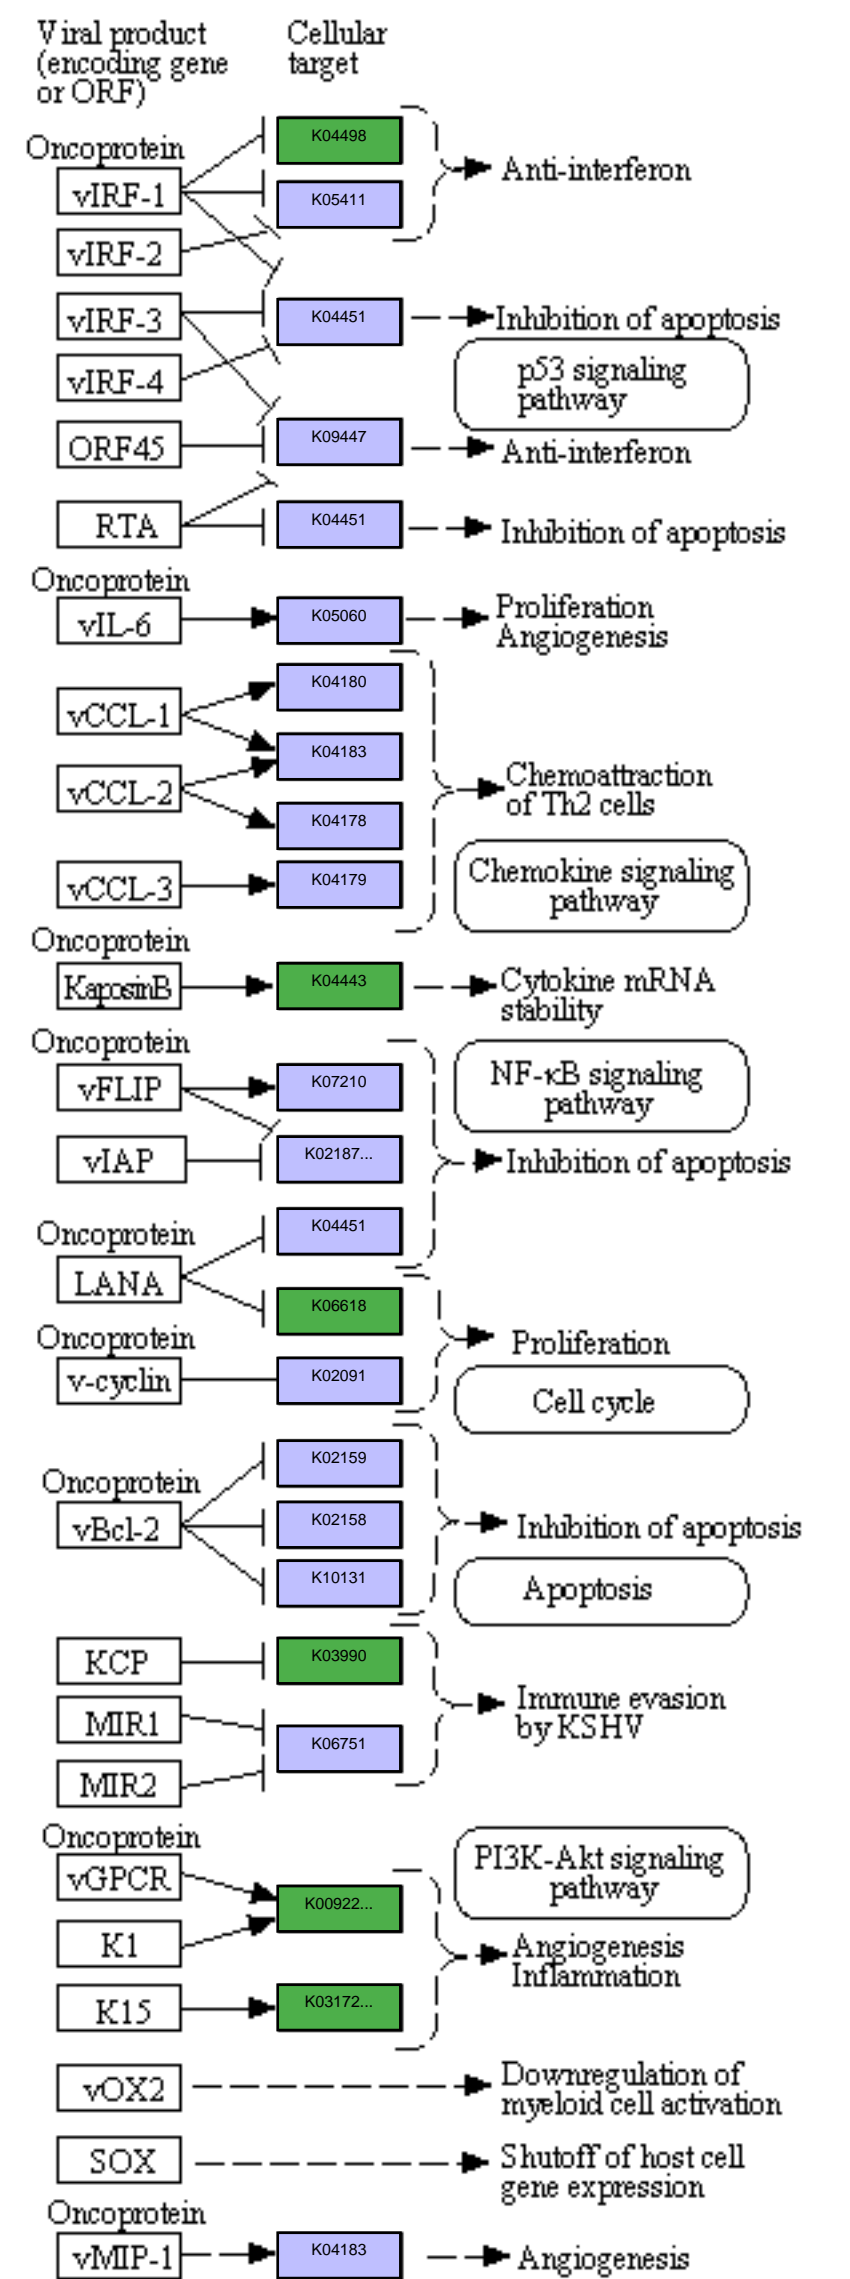 Viral product
(encoding gene
or ORF)
Cellular
target
Oncoprotein
vIRF-1
K04498
K05411
Anti-interferon
vIRF-2
vIRF-3
K04451
Inhibition of apoptosis
vIRF-4
p53 signaling
pathway
ORF45
K09447
Anti-interferon
RTA
K04451
Inhibition of apoptosis
Oncoprotein
vIL-6
K05060
Proliferation
Angiogenesis
vCCL-1
K04180
K04183
vCCL-2
Chemoattraction
of Th2 cells
K04178
vCCL-3
K04179
Chemokine signaling
pathway
Oncoprotein
KaposinB
K04443
Cytokine mRNA
stability
Oncoprotein
vFLIP
K07210
NF-κB signaling
pathway
vIAP
K02187...
Inhibition of apoptosis
Oncoprotein
LANA
K04451
K06618
Proliferation
Oncoprotein
v-cyclin
K02091
Cell cycle
Oncoprotein
vBcl-2
K02159
K02158
K10131
Inhibition of apoptosis
Apoptosis
KCP
K03990
MIR1
K06751
Immune evasion
by KSHV
MIR2
Oncoprotein
vGPCR
K00922...
PI3K-Akt signaling
pathway
K1
Angiogenesis
Inflammation
K15
K03172...
vOX2
Downregulation of
myeloid cell activation
SOX
Shutoff of host cell
gene expression
Oncoprotein
vMIP-1
K04183
Angiogenesis